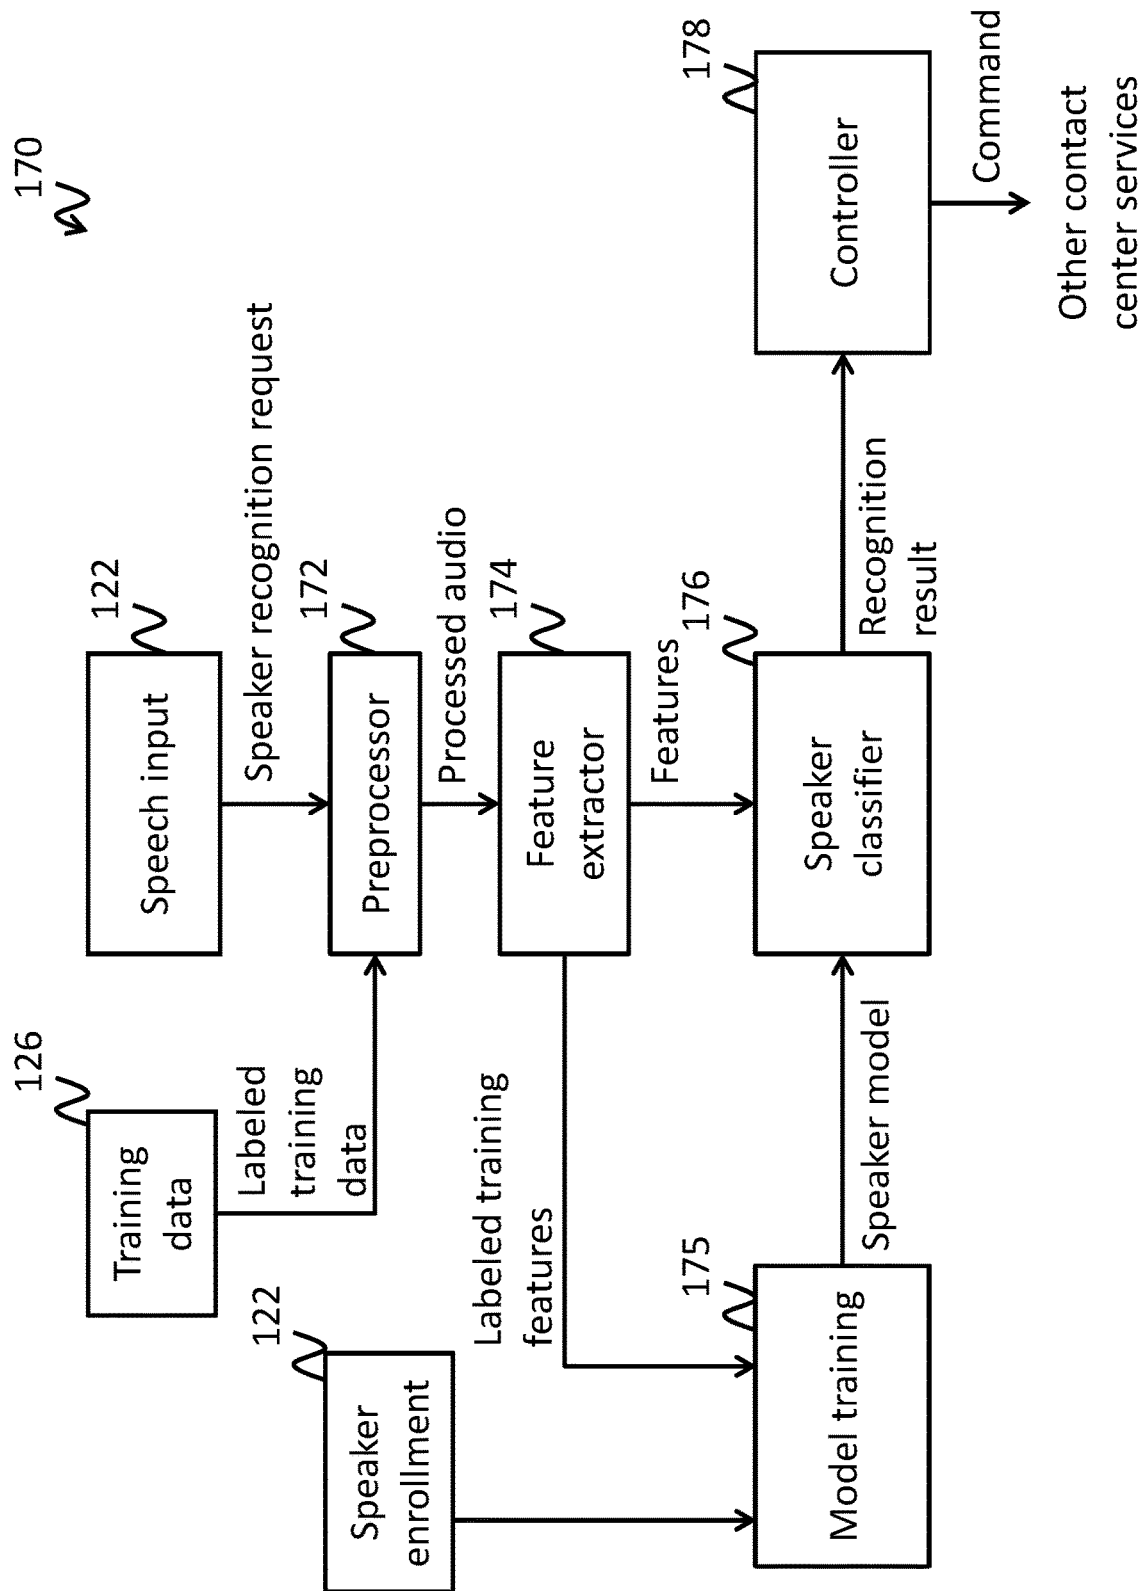 170
126
122
Training
data
Speech input
Labeled
training
data
Speaker recognition request
122
172
Speaker
enrollment
Preprocessor
Processed audio
Labeled training
features
174
Feature
extractor
Features
175
176
178
Model training
Speaker model
Speaker
classifier
Recognition
result
Controller
Command
Other contact
center services